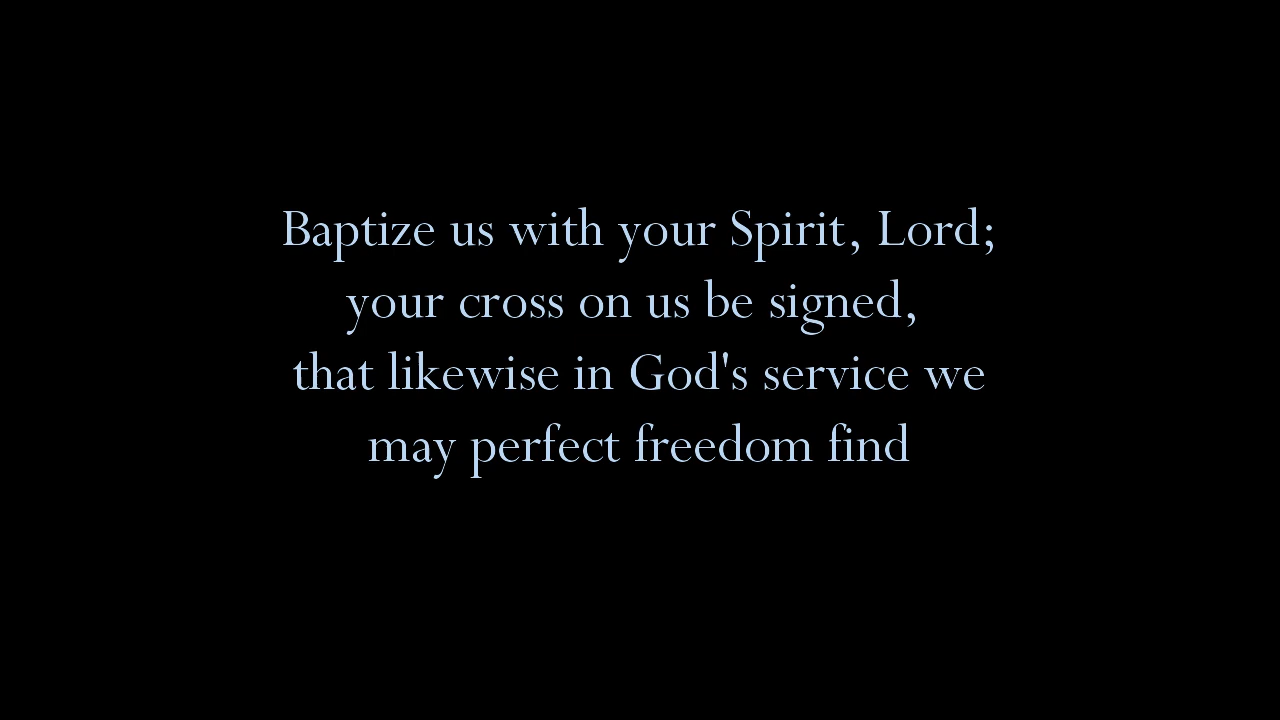 Baptize us with your Spirit, Lord;
your cross on us be signed,
that likewise in God's service we
may perfect freedom find